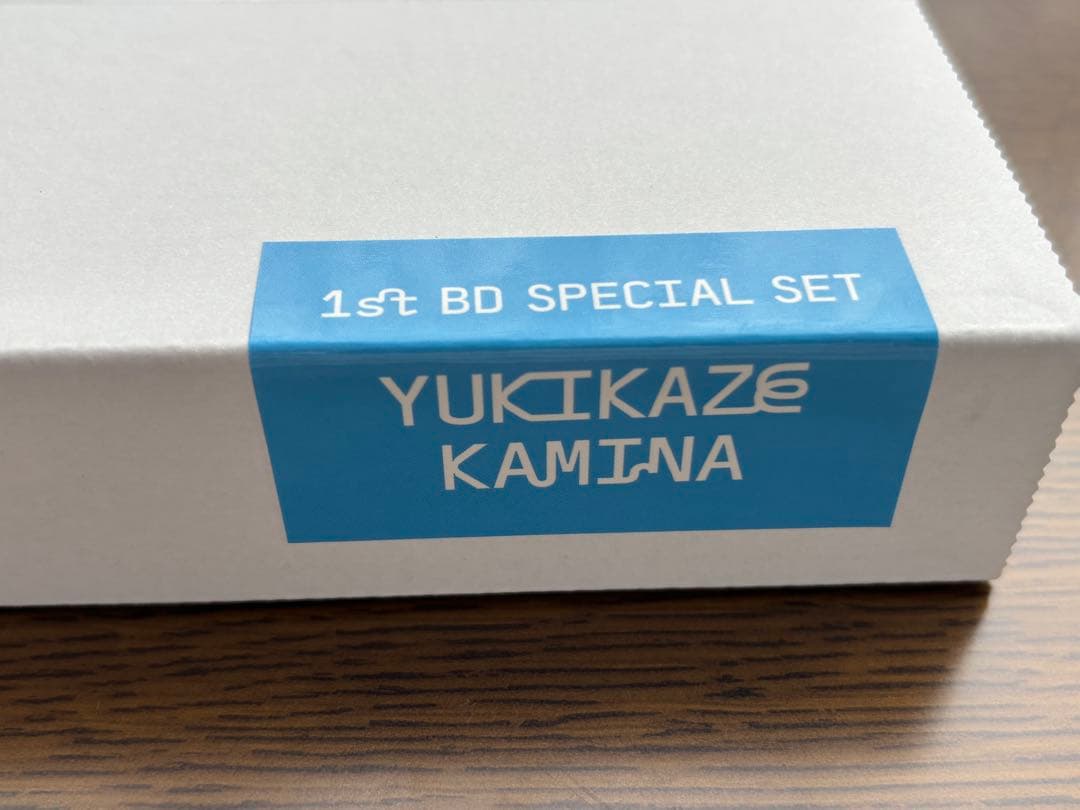 1st BD SPECIAL SET
YUKIKAZE
KAMINA